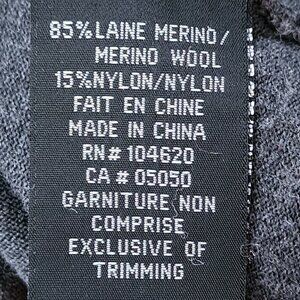 85%LAINE MERINO/
MERINO WOOL
15%NYLON/NYLON
FAIT EN CHINE
MADE IN CHINA
RN# 104620
CA # 05050
GARNITURE NON
COMPRISE
EXCLUSIVE OF
TRIMMING